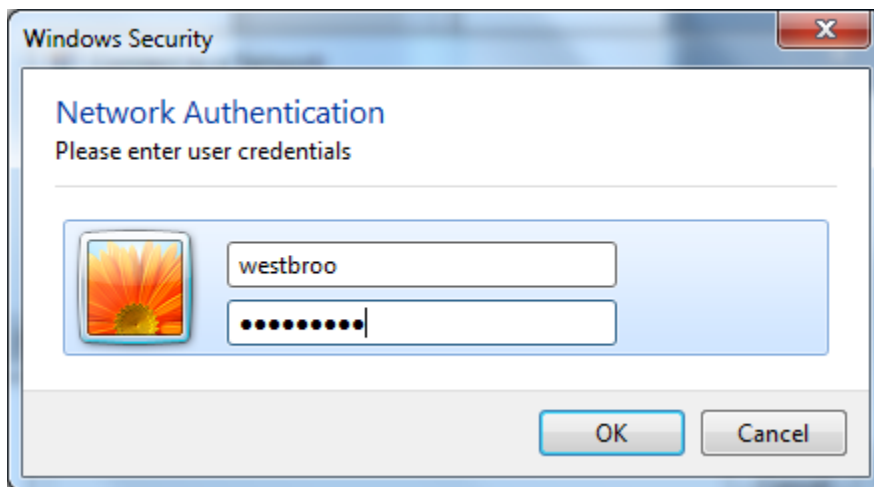 Windows Security
Network Authentication
Please enter user credentials
westbroo
●●●●●●●●●
OK
Cancel